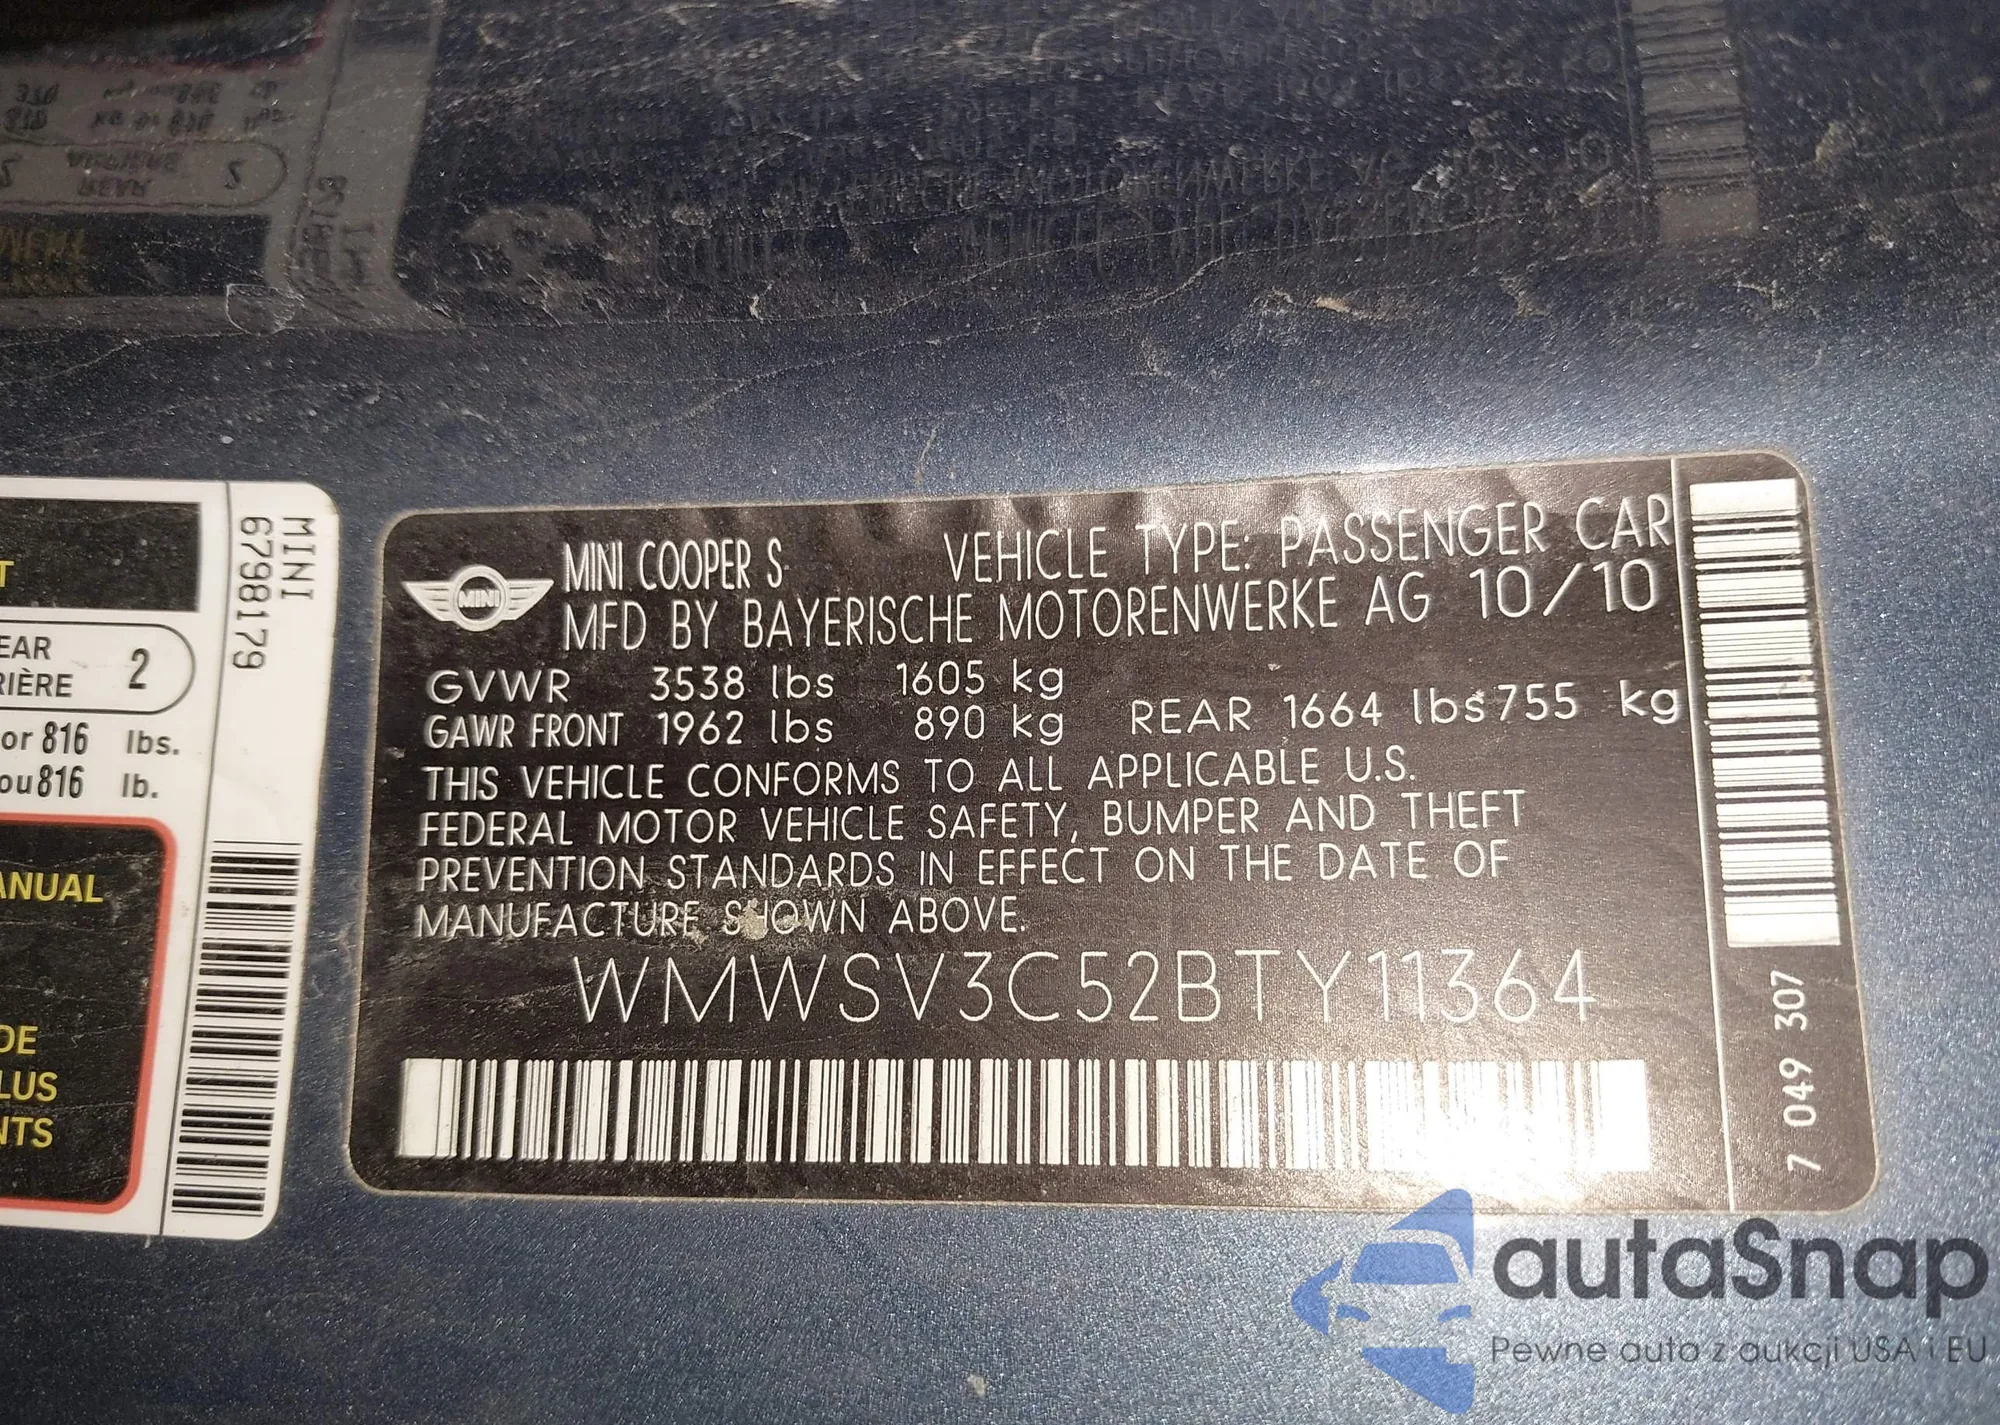 MINI
6798179
T
EAR 2
RIÈRE
or 816 lbs.
ou816 lb.
ANUAL
DE
LUS
NTS
MINI
MINI COOPER S VEHICLE TYPE: PASSENGER CAR
MFD BY BAYERISCHE MOTORENWERKE AG 10/10
GVWR 3538 lbs 1605 kg
GAWR FRONT 1962 lbs 890 kg REAR 1664 lbs 755 kg
THIS VEHICLE CONFORMS TO ALL APPLICABLE U.S.
FEDERAL MOTOR VEHICLE SAFETY, BUMPER AND THEFT
PREVENTION STANDARDS IN EFFECT ON THE DATE OF
MANUFACTURE SHOWN ABOVE.
WMWSV3C52BTY11364
7 049 307
autaSnap
Pewne auto z aukcji USA i EU